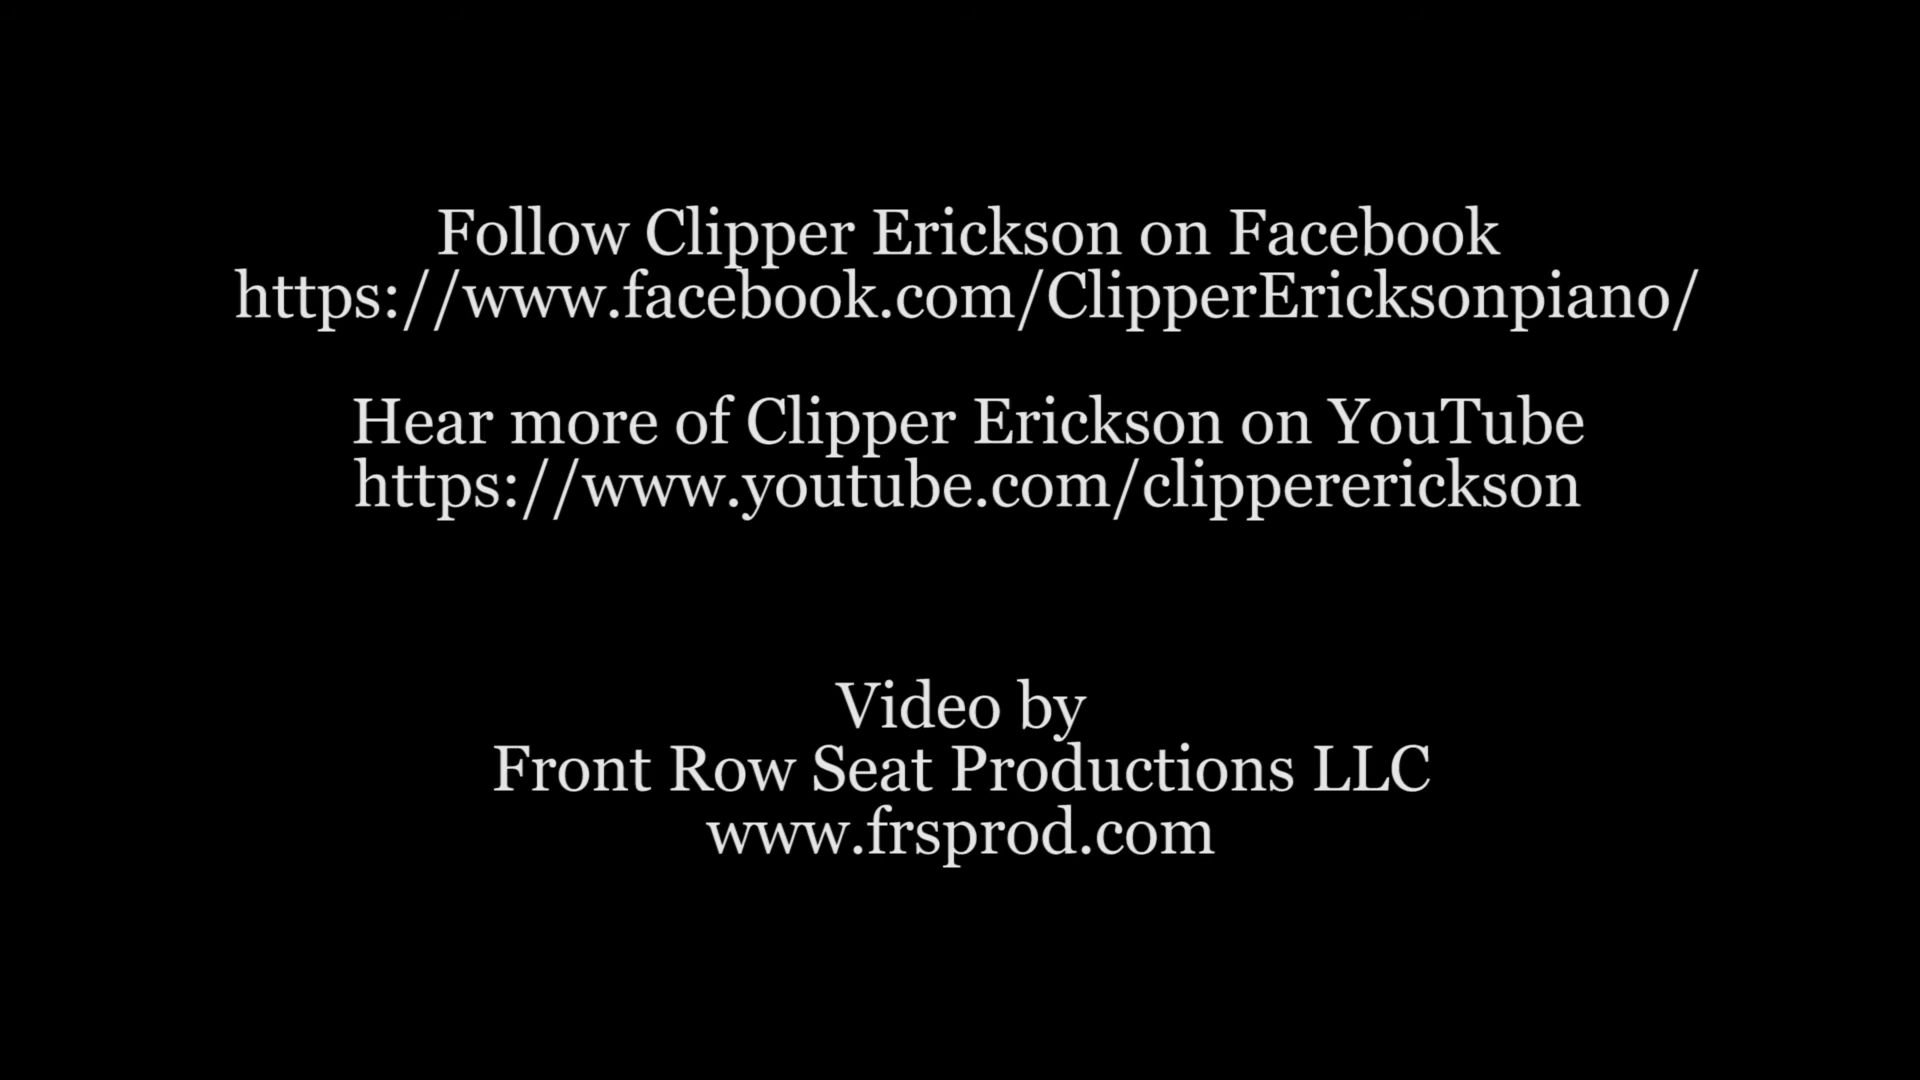 Follow Clipper Erickson on Facebook
https://www.facebook.com/ClipperEricksonpiano/
Hear more of Clipper Erickson on YouTube
https://www.youtube.com/clippererickson
Video by
Front Row Seat Productions LLC
www.frsprod.com